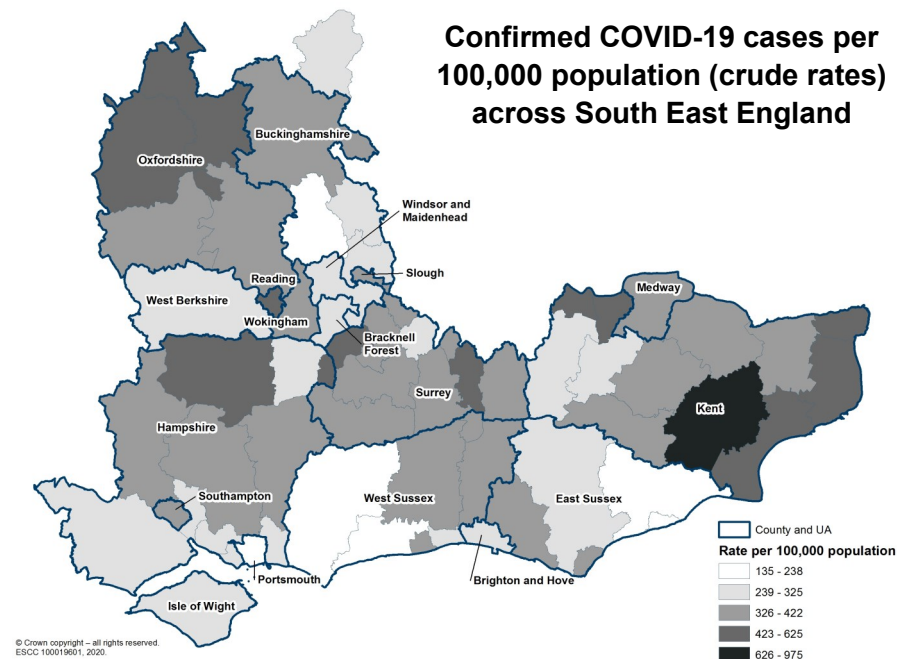 Confirmed COVID-19 cases per
100,000 population (crude rates)
across South East England
Buckinghamshire
Oxfordshire
Windsor and
Maidenhead
Slough
Reading
Medway
West Berkshire
Wokingham
Bracknell
Forest
Surrey
Kent
Hampshire
Southampton
West Sussex
East Sussex
County and UA
Rate per 100,000 population
135 - 238
239 - 325
326 - 422
423 - 625
626 - 975
Portsmouth
Brighton and Hove
Isle of Wight
© Crown copyright – all rights reserved.
ESCC 100019601, 2020.